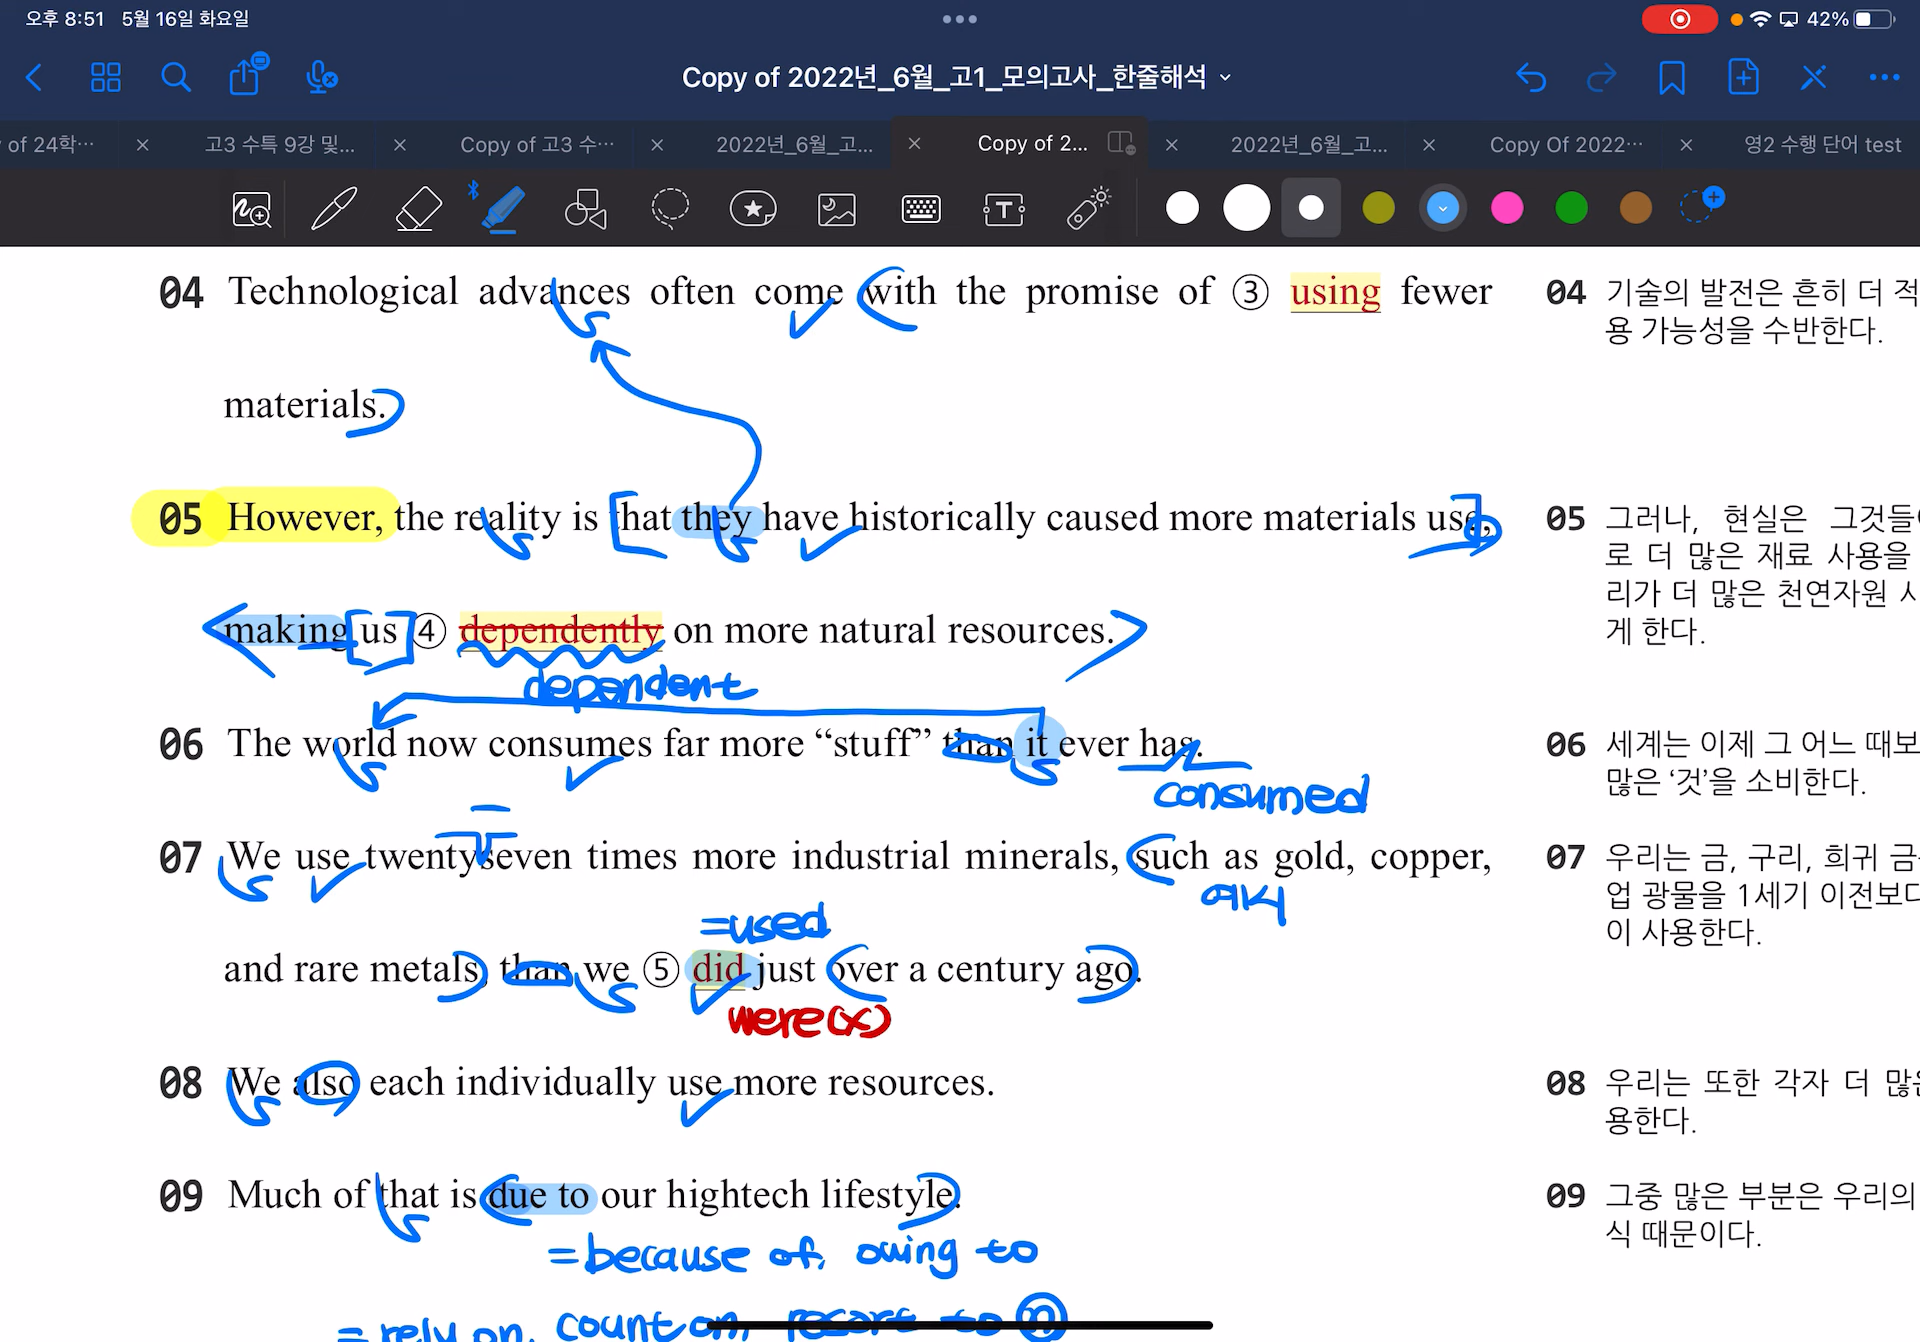 오후 8:51 5월 16일 화요일
42%
Copy of 2022년_6월_고1_모의고사_한줄해석
of 24학… 고3 수특 9강 및… Copy of 고3 수… 2022년_6월_고… Copy of 2... 2022년_6월_고… Copy Of 2022… 영2 수행 단어 test
04 Technological advances often come with the promise of ③ using fewer
materials.
04 기술의 발전은 흔히 더 적
용 가능성을 수반한다.
05 However, the reality is that they have historically caused more materials use,
making us ④ dependently on more natural resources.
dependent
05 그러나, 현실은 그것들이
로 더 많은 재료 사용을
리가 더 많은 천연자원 사
게 한다.
06 The world now consumes far more “stuff” than it ever has.
consumed
06 세계는 이제 그 어느 때보
많은 ‘것’을 소비한다.
07 We use twentyseven times more industrial minerals, such as gold, copper,
예시
=used
and rare metals, than we ⑤ did just over a century ago.
were(x)
07 우리는 금, 구리, 희귀 금
업 광물을 1세기 이전보다
이 사용한다.
08 We also each individually use more resources.
08 우리는 또한 각자 더 많은
용한다.
09 Much of that is due to our hightech lifestyle.
=because of, owing to
= rely on, count on, resort to ⓝ
09 그중 많은 부분은 우리의
식 때문이다.